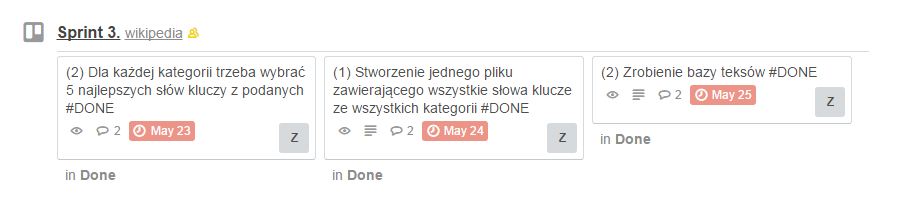 Sprint 3. wikipedia
(2) Dla każdej kategorii trzeba wybrać
5 najlepszych słów kluczy z podanych
#DONE
2 May 23
Z
in Done
(1) Stworzenie jednego pliku
zawierającego wszystkie słowa klucze
ze wszystkich kategorii #DONE
2 May 24
Z
in Done
(2) Zrobienie bazy teksów #DONE
2 May 25
Z
in Done